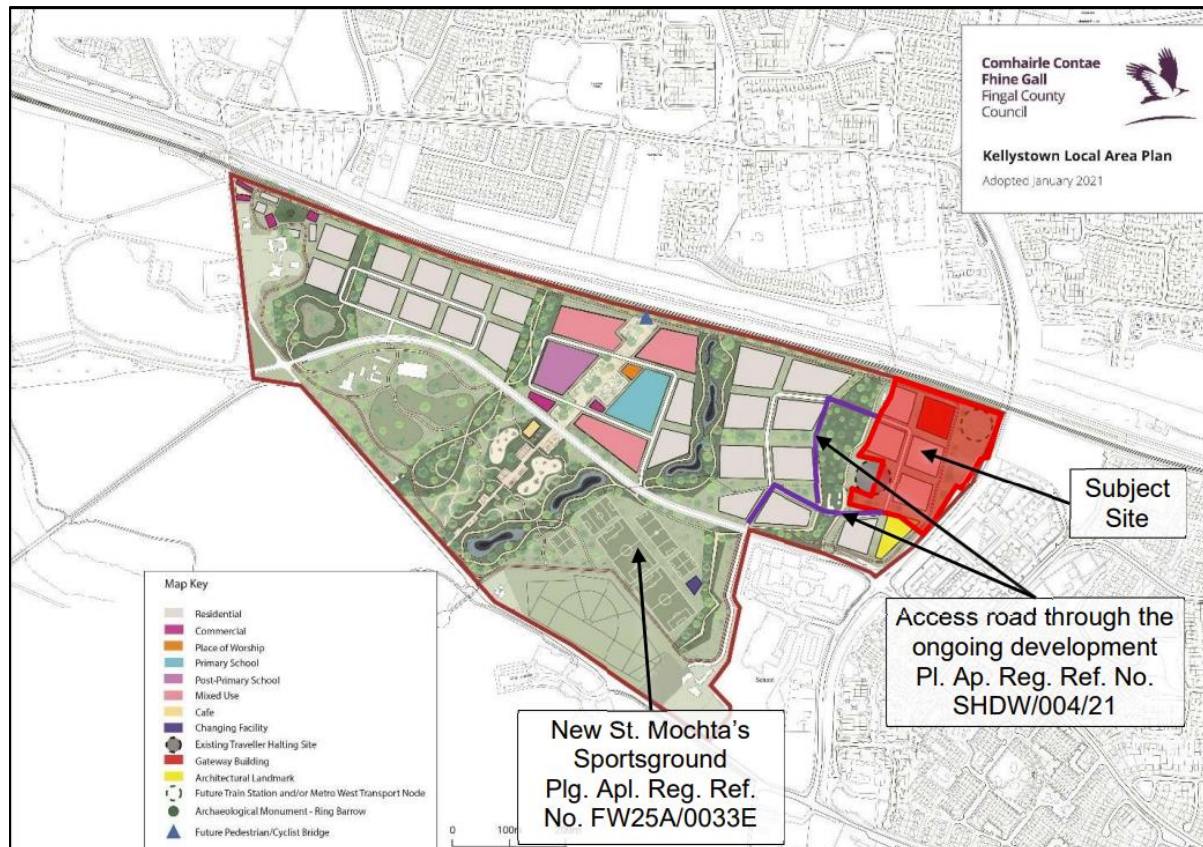 Comhairle Contae
Fhine Gall
Fingal County
Council
Kellystown Local Area Plan
Adopted January 2021
Subject
Site
Access road through the
ongoing development
Pl. Ap. Reg. Ref. No.
SHDW/004/21
New St. Mochta's
Sportsground
Plg. Apl. Reg. Ref.
No. FW25A/0033E
School
Map Key
Residential
Commercial
Place of Worship
Primary School
Post-Primary School
Mixed Use
Cafe
Changing Facility
Existing Traveller Halting Site
Gateway Building
Architectural Landmark
Future Train Station and/or Metro West Transport Node
Archaeological Monument - Ring Barrow
Future Pedestrian/Cyclist Bridge
0 100m